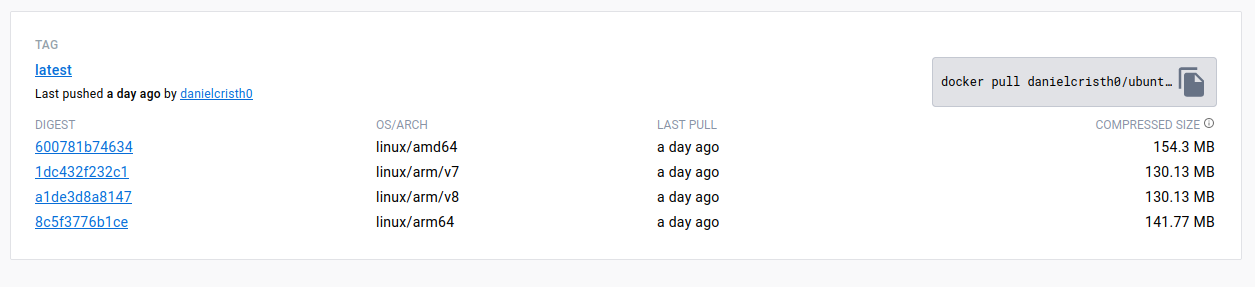 TAG
latest
Last pushed a day ago by danielcristh0
docker pull danielcristh0/ubunt…
DIGEST OS/ARCH LAST PULL COMPRESSED SIZE
600781b74634 linux/amd64 a day ago 154.3 MB
1dc432f232c1 linux/arm/v7 a day ago 130.13 MB
a1de3d8a8147 linux/arm/v8 a day ago 130.13 MB
8c5f3776b1ce linux/arm64 a day ago 141.77 MB